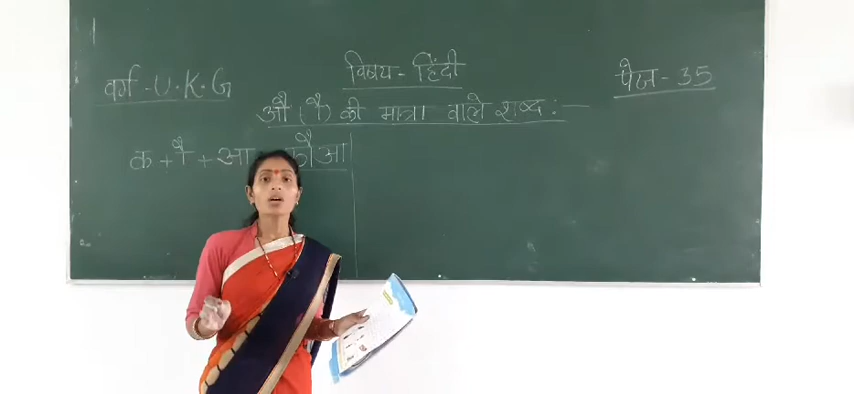 वर्ग - U.K.G विषय - हिंदी पेज - 35
औ (ौ) की मात्रा वाले शब्द :-
क + ौ + आ कौआ